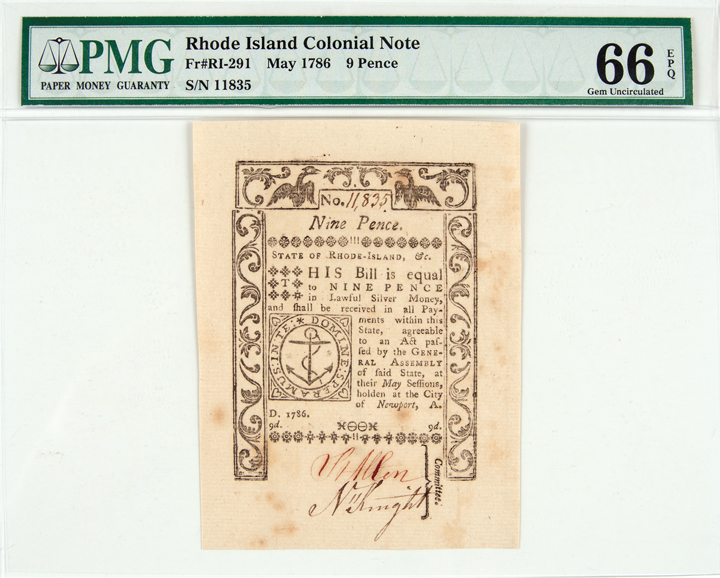 PMG
PAPER MONEY GUARANTY
Rhode Island Colonial Note
Fr#RI-291 May 1786 9 Pence
S/N 11835
66 EPQ
Gem Uncirculated
No. 11,835
Nine Pence.
STATE OF RHODE-ISLAND, &c.
THIS Bill is equal
to NINE PENCE
in Lawful Silver Money,
and shall be received in all Pay-
ments within this
State, agreeable
to an Act pas-
sed by the GENE-
RAL ASSEMBLY
of said State, at
their May Sessions,
holden at the City
of Newport, A.
D. 1786.
IN TE DOMINE SPERAMUS
9d. 9d.
Committee.
Nn Knight